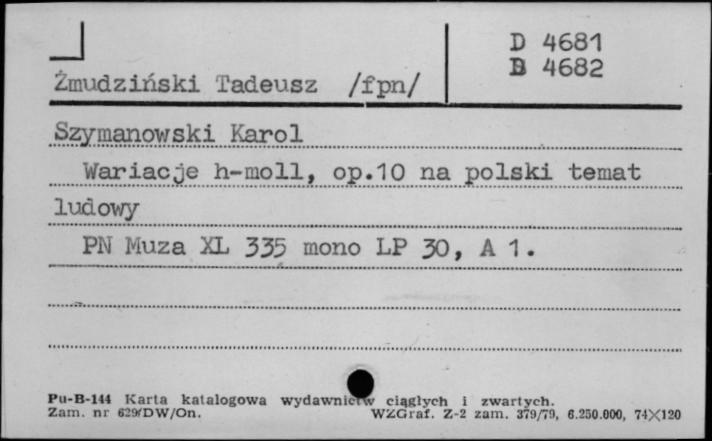 D 4681
B 4682
Żmudziński Tadeusz /fpn/
Szymanowski Karol
Wariacje h-moll, op.10 na polski temat
ludowy
PN Muza XL 335 mono LP 30, A 1.
Pu-B-144 Karta katalogowa wydawnictw ciągłych i zwartych.
Zam. nr 629/DW/On. WZGraf. Z-2 zam. 379/79, 6.250.000, 74×120